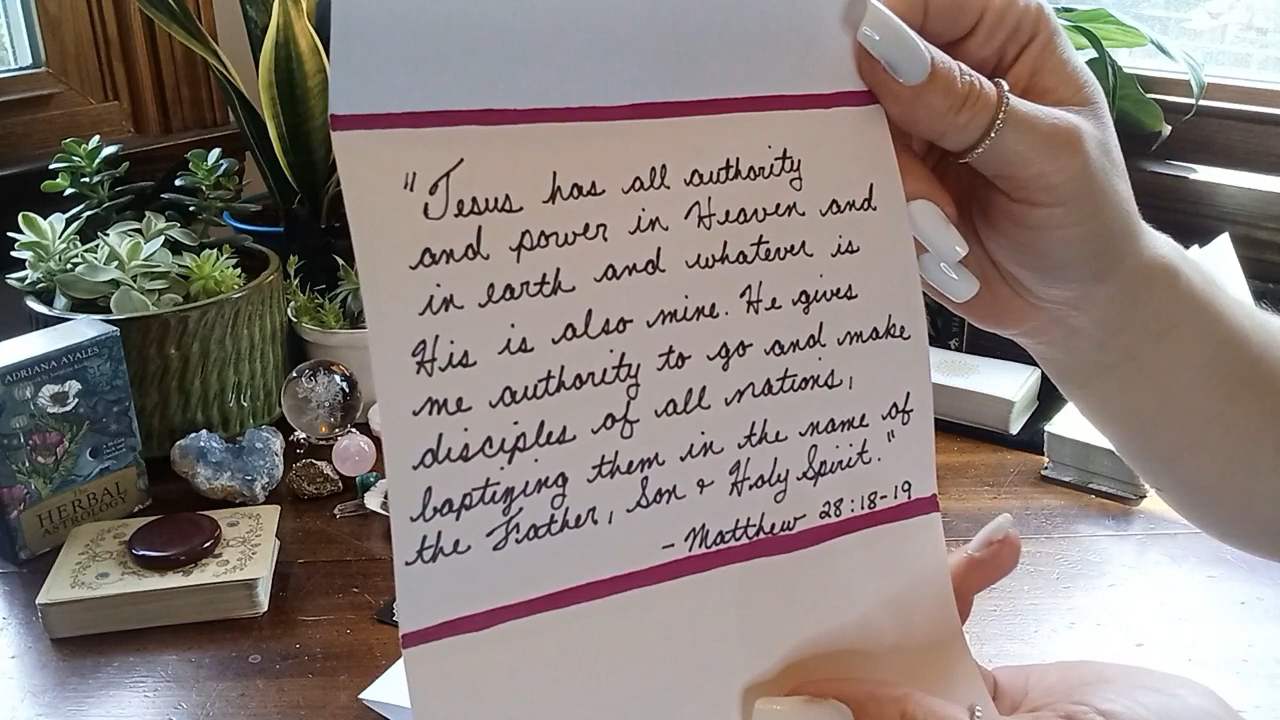 "Jesus has all authority
and power in Heaven and
in earth and whatever is
His is also mine. He gives
me authority to go and make
disciples of all nations,
baptizing them in the name of
the Father, Son & Holy Spirit."
- Matthew 28:18-19
ADRIANA AYALES
HERBAL
ASTROLOGY